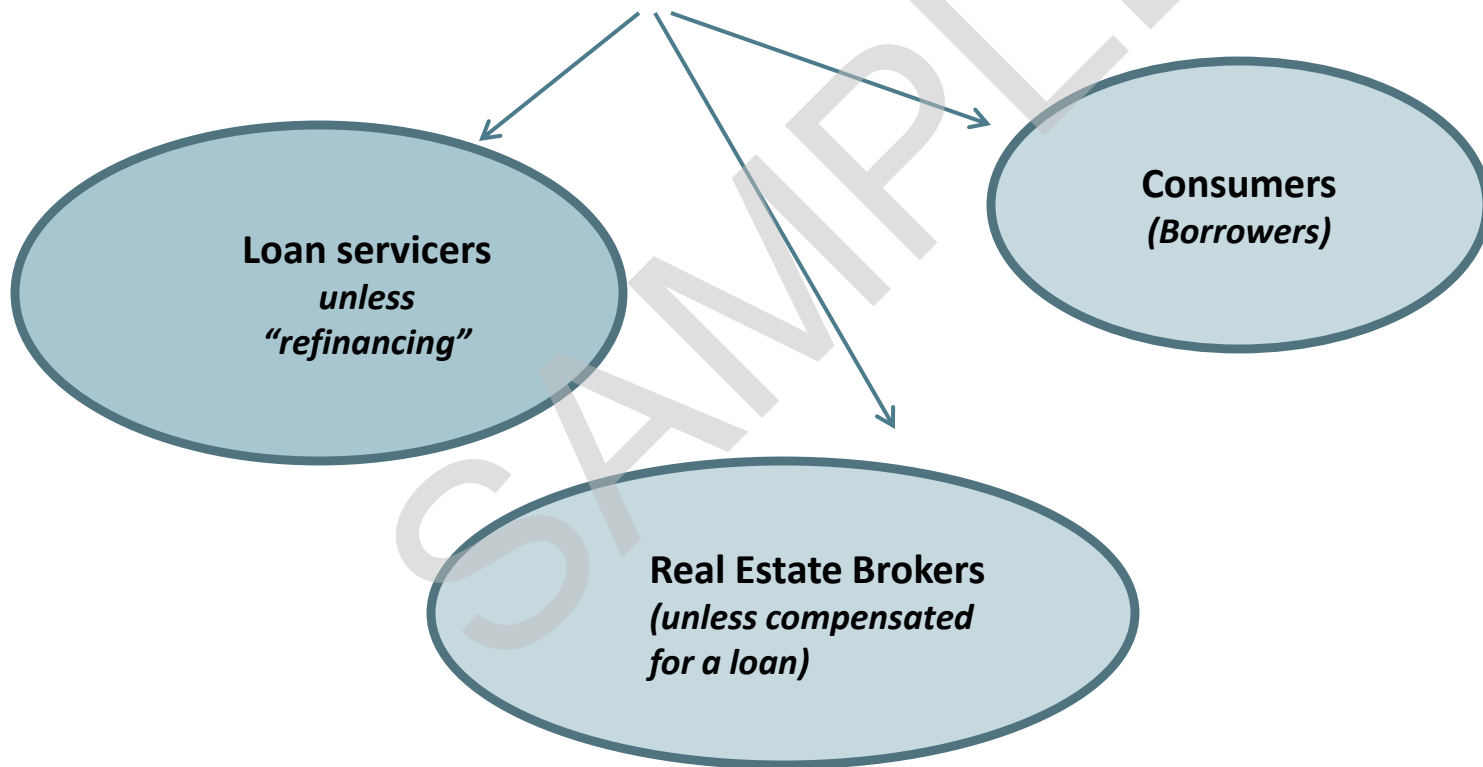 Consumers
(Borrowers)
Loan servicers
unless
“refinancing”
Real Estate Brokers
(unless compensated
for a loan)
SAMPLE